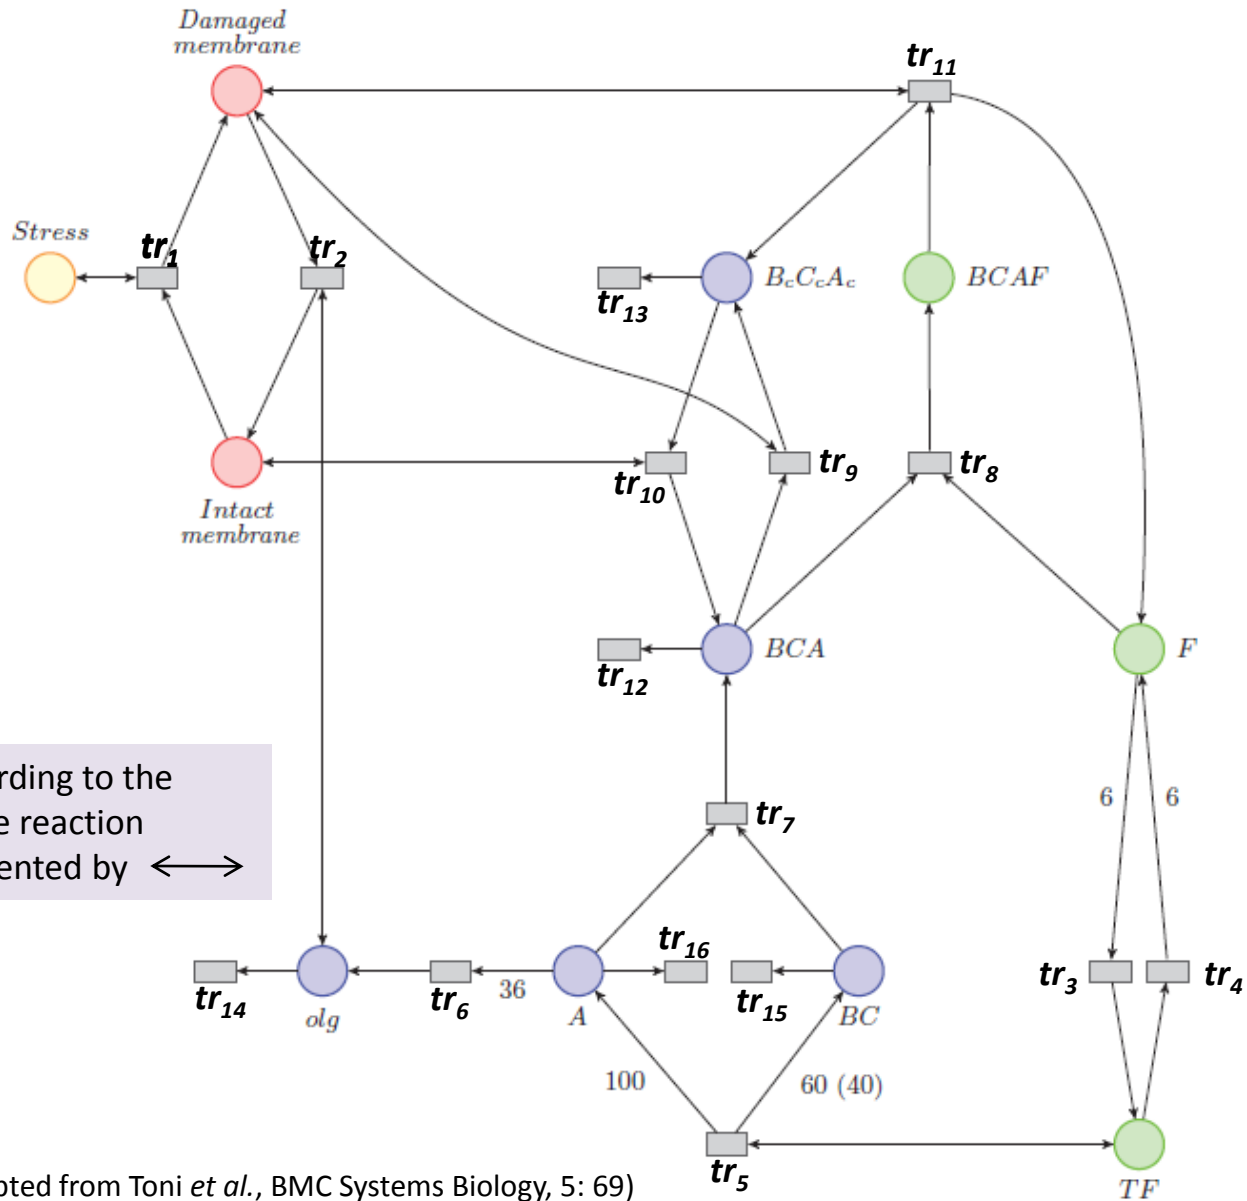 Damaged
membrane
tr11
Stress
tr1
tr2
tr13
BcCcAc
BCAF
Intact
membrane
tr10
tr9
tr8
tr12
BCA
F
rding to the
e reaction
ented by
tr7
6
6
tr14
olg
tr6
36
A
tr16
tr15
BC
tr3
tr4
100
60 (40)
tr5
TF
pted from Toni et al., BMC Systems Biology, 5: 69)